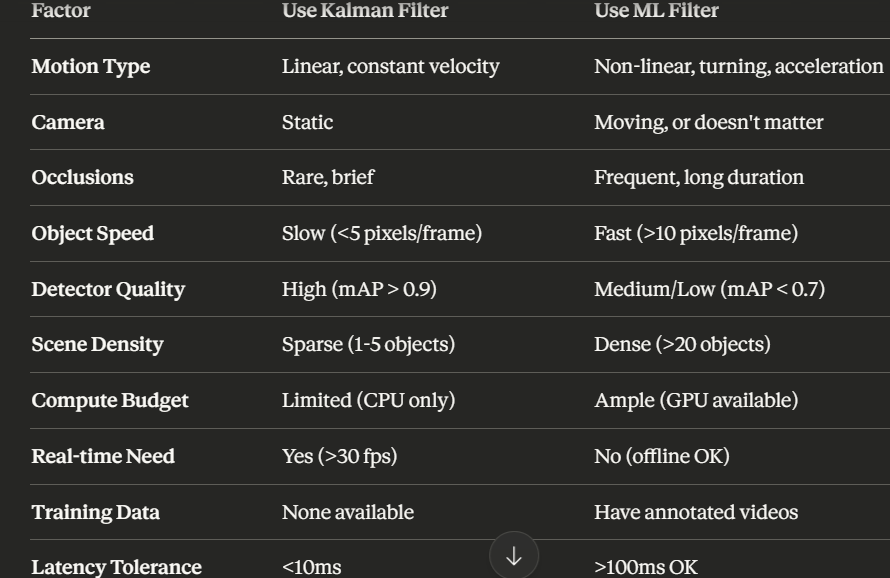 Factor Use Kalman Filter Use ML Filter
Motion Type Linear, constant velocity Non-linear, turning, acceleration
Camera Static Moving, or doesn't matter
Occlusions Rare, brief Frequent, long duration
Object Speed Slow (<5 pixels/frame) Fast (>10 pixels/frame)
Detector Quality High (mAP > 0.9) Medium/Low (mAP < 0.7)
Scene Density Sparse (1-5 objects) Dense (>20 objects)
Compute Budget Limited (CPU only) Ample (GPU available)
Real-time Need Yes (>30 fps) No (offline OK)
Training Data None available Have annotated videos
Latency Tolerance <10ms >100ms OK